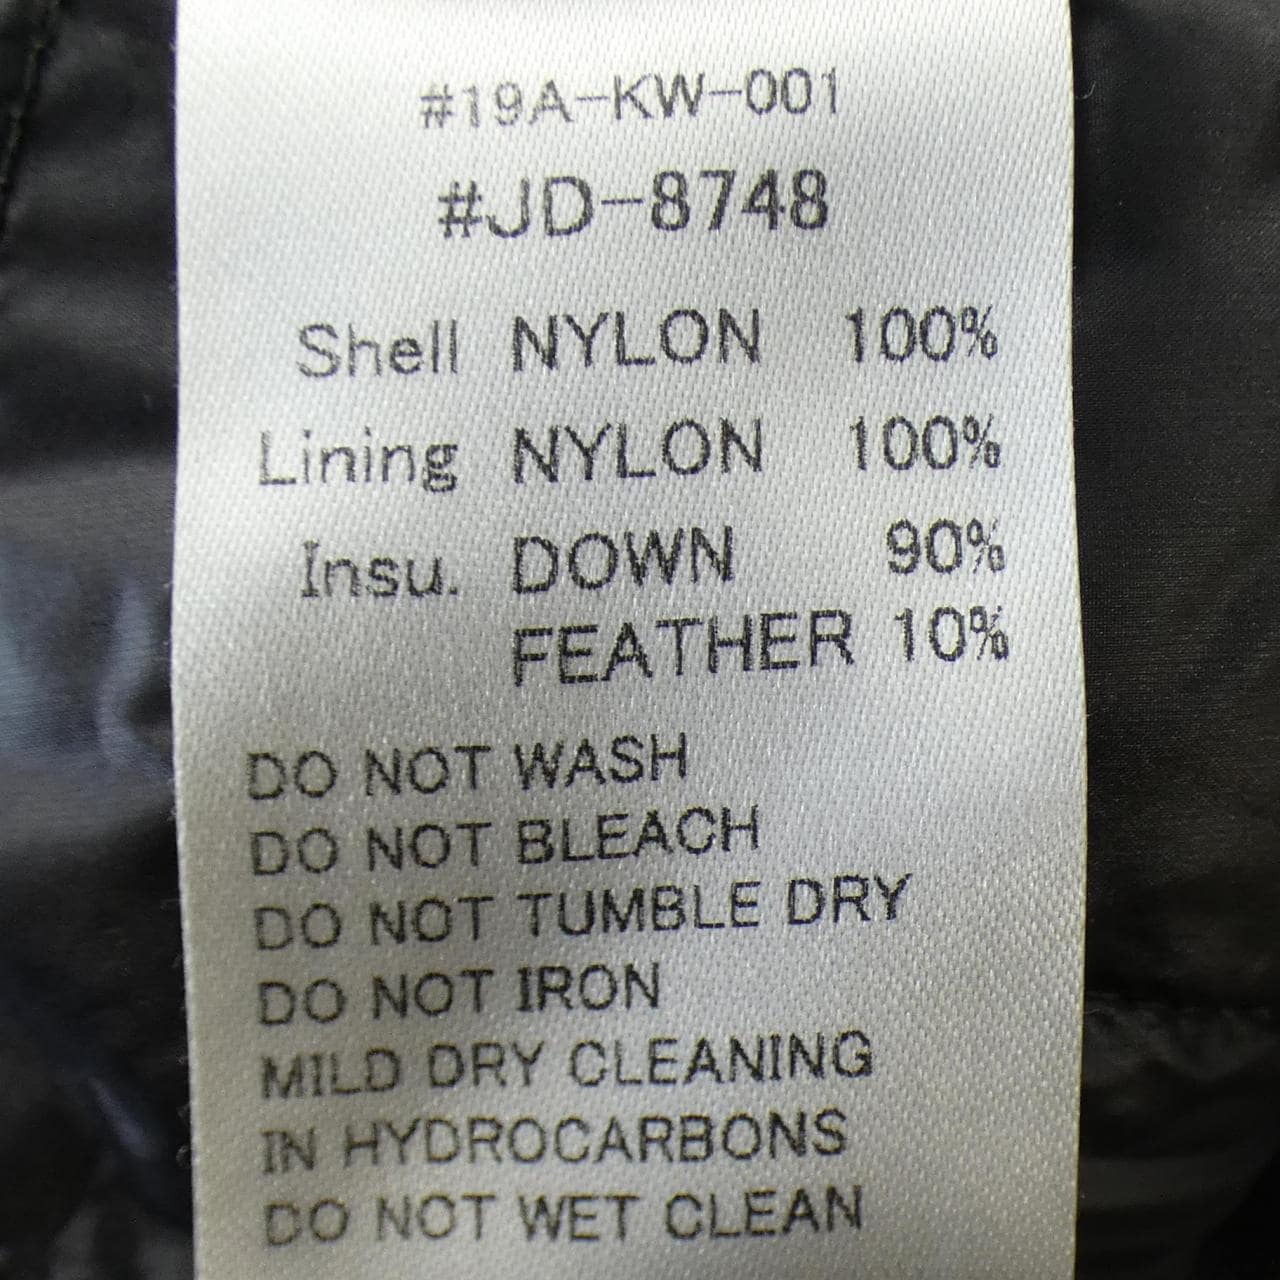 #19A-KW-001
#JD-8748
Shell NYLON 100%
Lining NYLON 100%
Insu. DOWN 90%
FEATHER 10%
DO NOT WASH
DO NOT BLEACH
DO NOT TUMBLE DRY
DO NOT IRON
MILD DRY CLEANING
IN HYDROCARBONS
DO NOT WET CLEAN